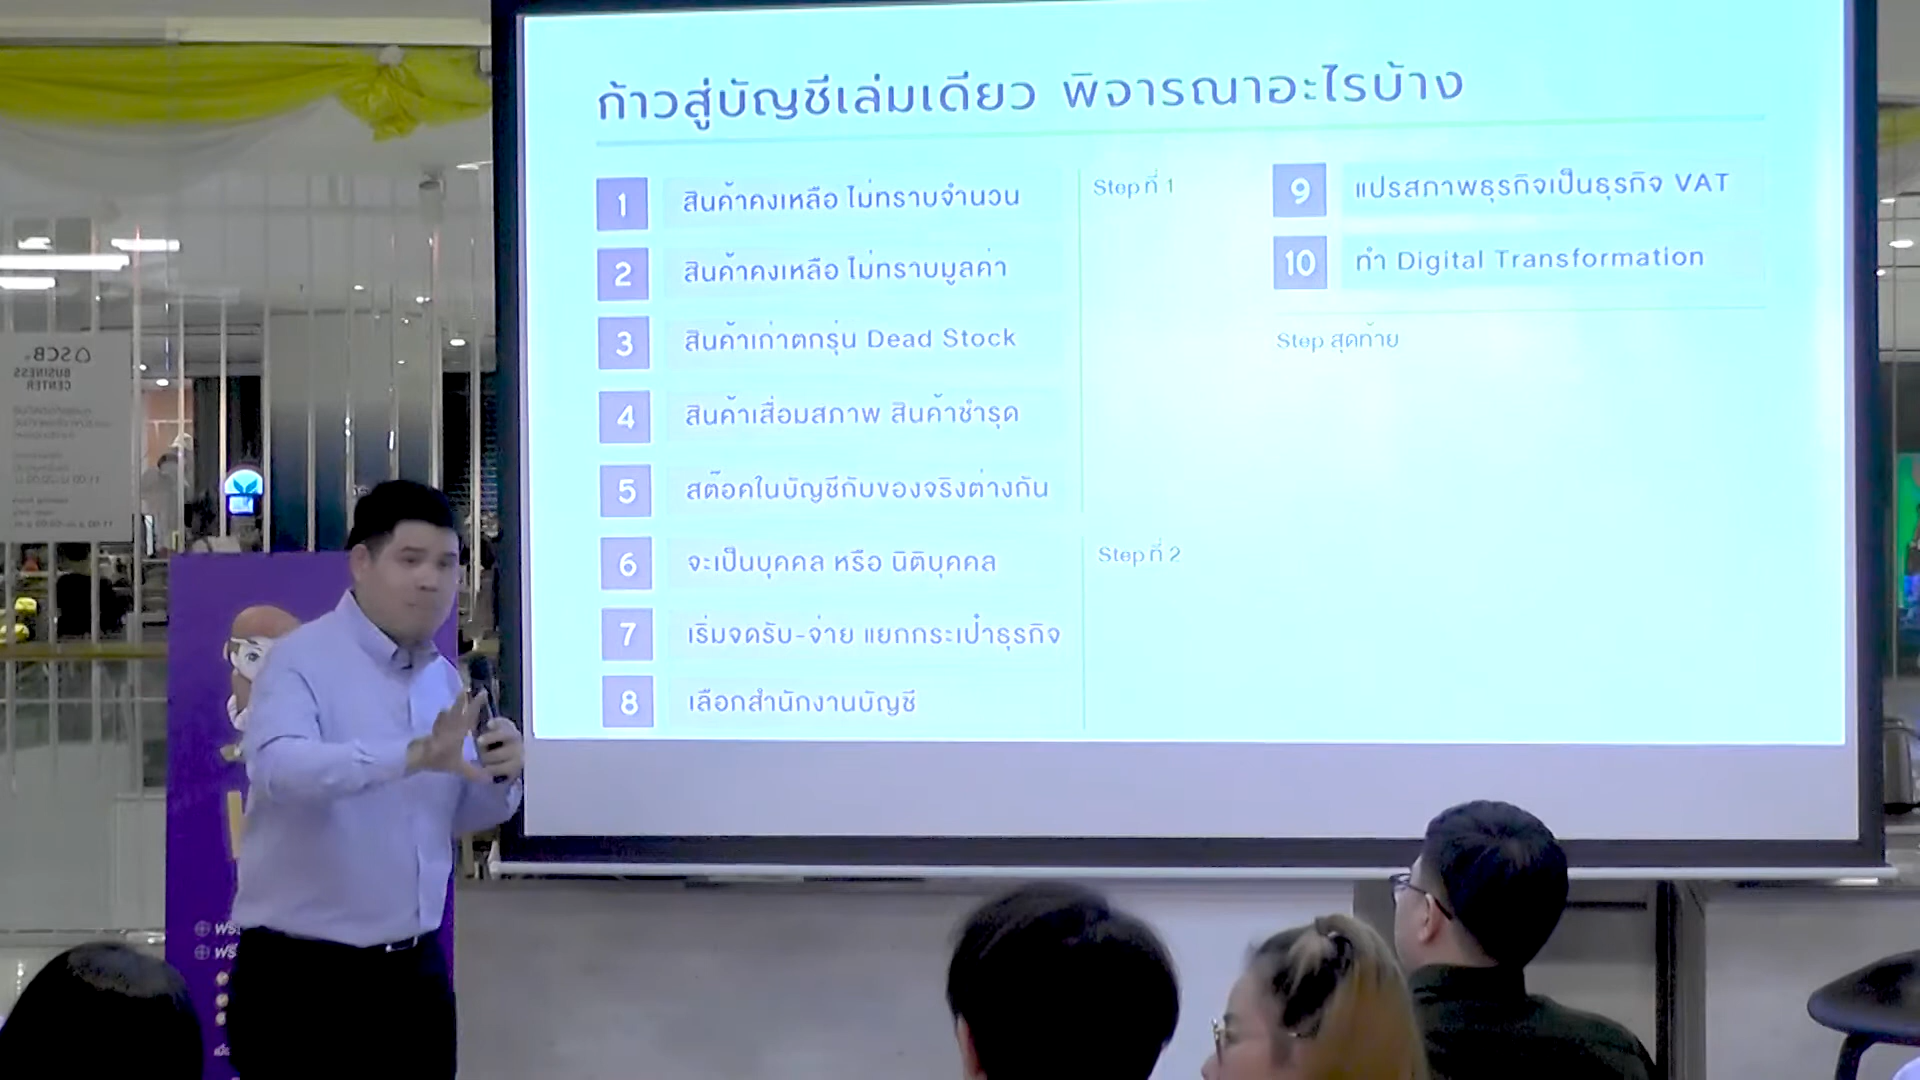 ก้าวสู่บัญชีเล่มเดียว พิจารณาอะไรบ้าง
1 สินค้าคงเหลือ ไม่ทราบจำนวน
2 สินค้าคงเหลือ ไม่ทราบมูลค่า
3 สินค้าเก่าตกรุ่น Dead Stock
4 สินค้าเสื่อมสภาพ สินค้าชำรุด
5 สต๊อคในบัญชีกับของจริงต่างกัน
Step ที่ 1
6 จะเป็นบุคคล หรือ นิติบุคคล
7 เริ่มจดรับ-จ่าย แยกกระเป๋าธุรกิจ
8 เลือกสำนักงานบัญชี
Step ที่ 2
9 แปรสภาพธุรกิจเป็นธุรกิจ VAT
10 ทำ Digital Transformation
Step สุดท้าย
SCB
BUSINESS
CENTER